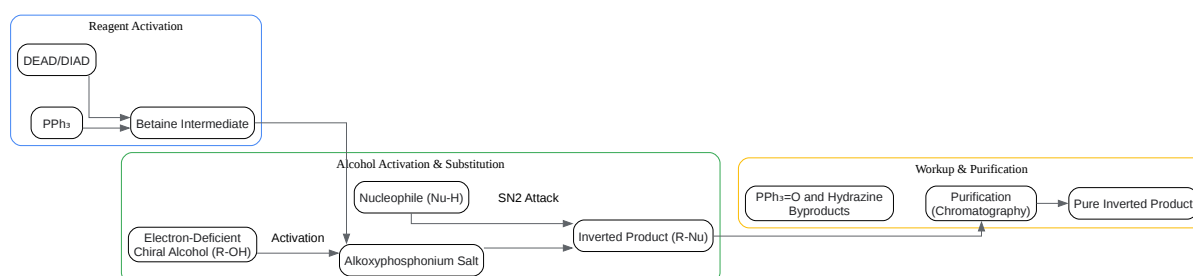 Reagent Activation
DEAD/DIAD
PPh₃
Betaine Intermediate
Alcohol Activation & Substitution
Nucleophile (Nu-H)
SN2 Attack
Electron-Deficient
Chiral Alcohol (R-OH)
Activation
Alkoxyphosphonium Salt
Inverted Product (R-Nu)
Workup & Purification
PPh₃=O and Hydrazine
Byproducts
Purification
(Chromatography)
Pure Inverted Product